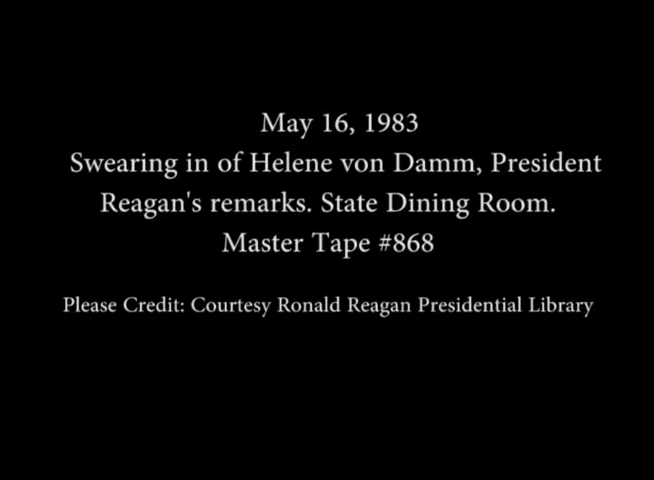 May 16, 1983
Swearing in of Helene von Damm, President
Reagan's remarks. State Dining Room.
Master Tape #868
Please Credit: Courtesy Ronald Reagan Presidential Library